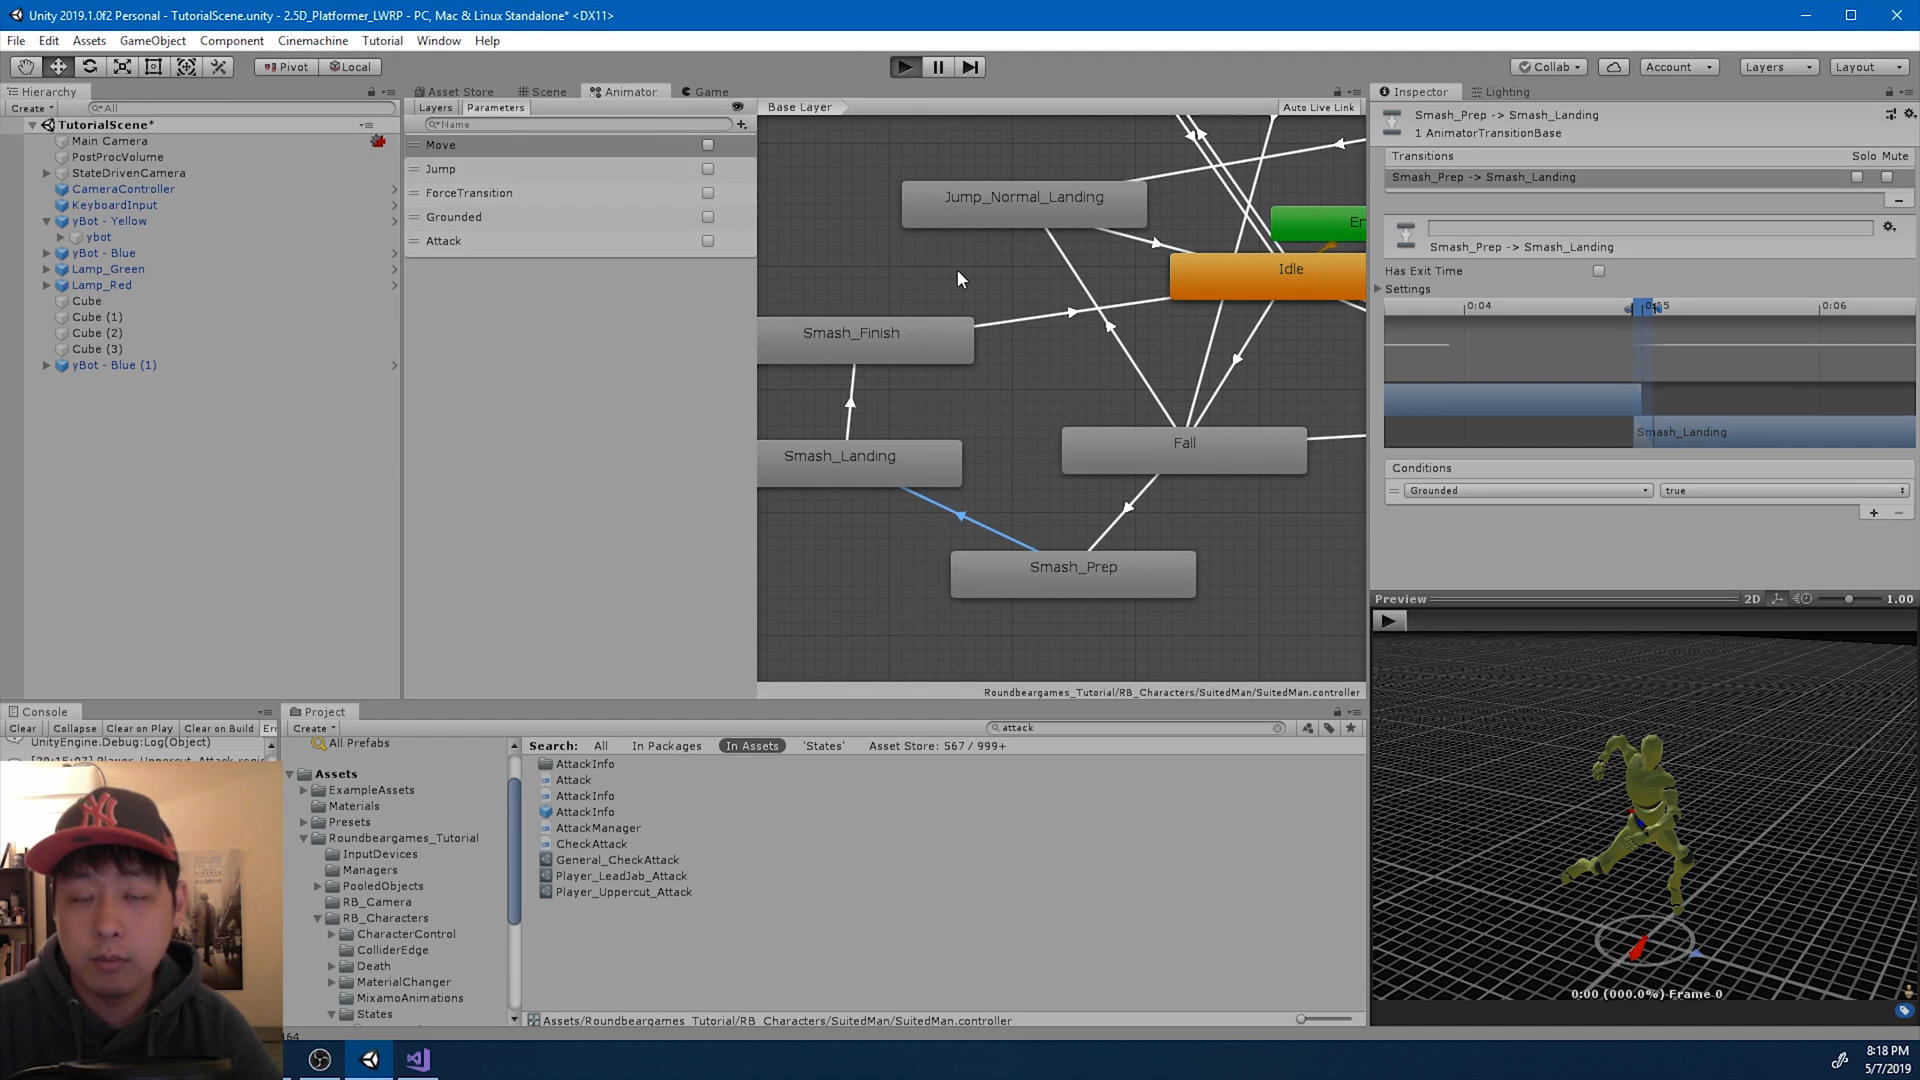 Unity 2019.1.0f2 Personal - TutorialScene.unity - 2.5D_Platformer_LWRP - PC, Mac & Linux Standalone* <DX11>
File Edit Assets GameObject Component Cinemachine Tutorial Window Help
Pivot Local Collab Account Layers Layout
Hierarchy
Create All
TutorialScene*
Main Camera
PostProcVolume
StateDrivenCamera
CameraController
KeyboardInput
yBot - Yellow
ybot
yBot - Blue
Lamp_Green
Lamp_Red
Cube
Cube (1)
Cube (2)
Cube (3)
yBot - Blue (1)
Asset Store Scene Animator Game
Layers Parameters
Name
Move
Jump
ForceTransition
Grounded
Attack
Base Layer Auto Live Link
Jump_Normal_Landing
Idle
Smash_Finish
Fall
Smash_Landing
Smash_Prep
Roundbeargames_Tutorial/RB_Characters/SuitedMan/SuitedMan.controller
Inspector Lighting
Smash_Prep -> Smash_Landing
1 AnimatorTransitionBase
Transitions Solo Mute
Smash_Prep -> Smash_Landing
Smash_Prep -> Smash_Landing
Has Exit Time
Settings
0:04 0:06
Smash_Landing
Conditions
Grounded true
Preview 2D 1.00
0:00 (000.0%) Frame 0
Console
Clear Collapse Clear on Play Clear on Build
UnityEngine.Debug:Log(Object)
Project
Create attack
All Prefabs
Assets
ExampleAssets
Materials
Presets
Roundbeargames_Tutorial
InputDevices
Managers
PooledObjects
RB_Camera
RB_Characters
CharacterControl
ColliderEdge
Death
MaterialChanger
MixamoAnimations
States
Search: All In Packages In Assets 'States' Asset Store: 567 / 999+
AttackInfo
Attack
AttackInfo
AttackInfo
AttackManager
CheckAttack
General_CheckAttack
Player_LeadJab_Attack
Player_Uppercut_Attack
Assets/Roundbeargames_Tutorial/RB_Characters/SuitedMan/SuitedMan.controller
8:18 PM
5/7/2019